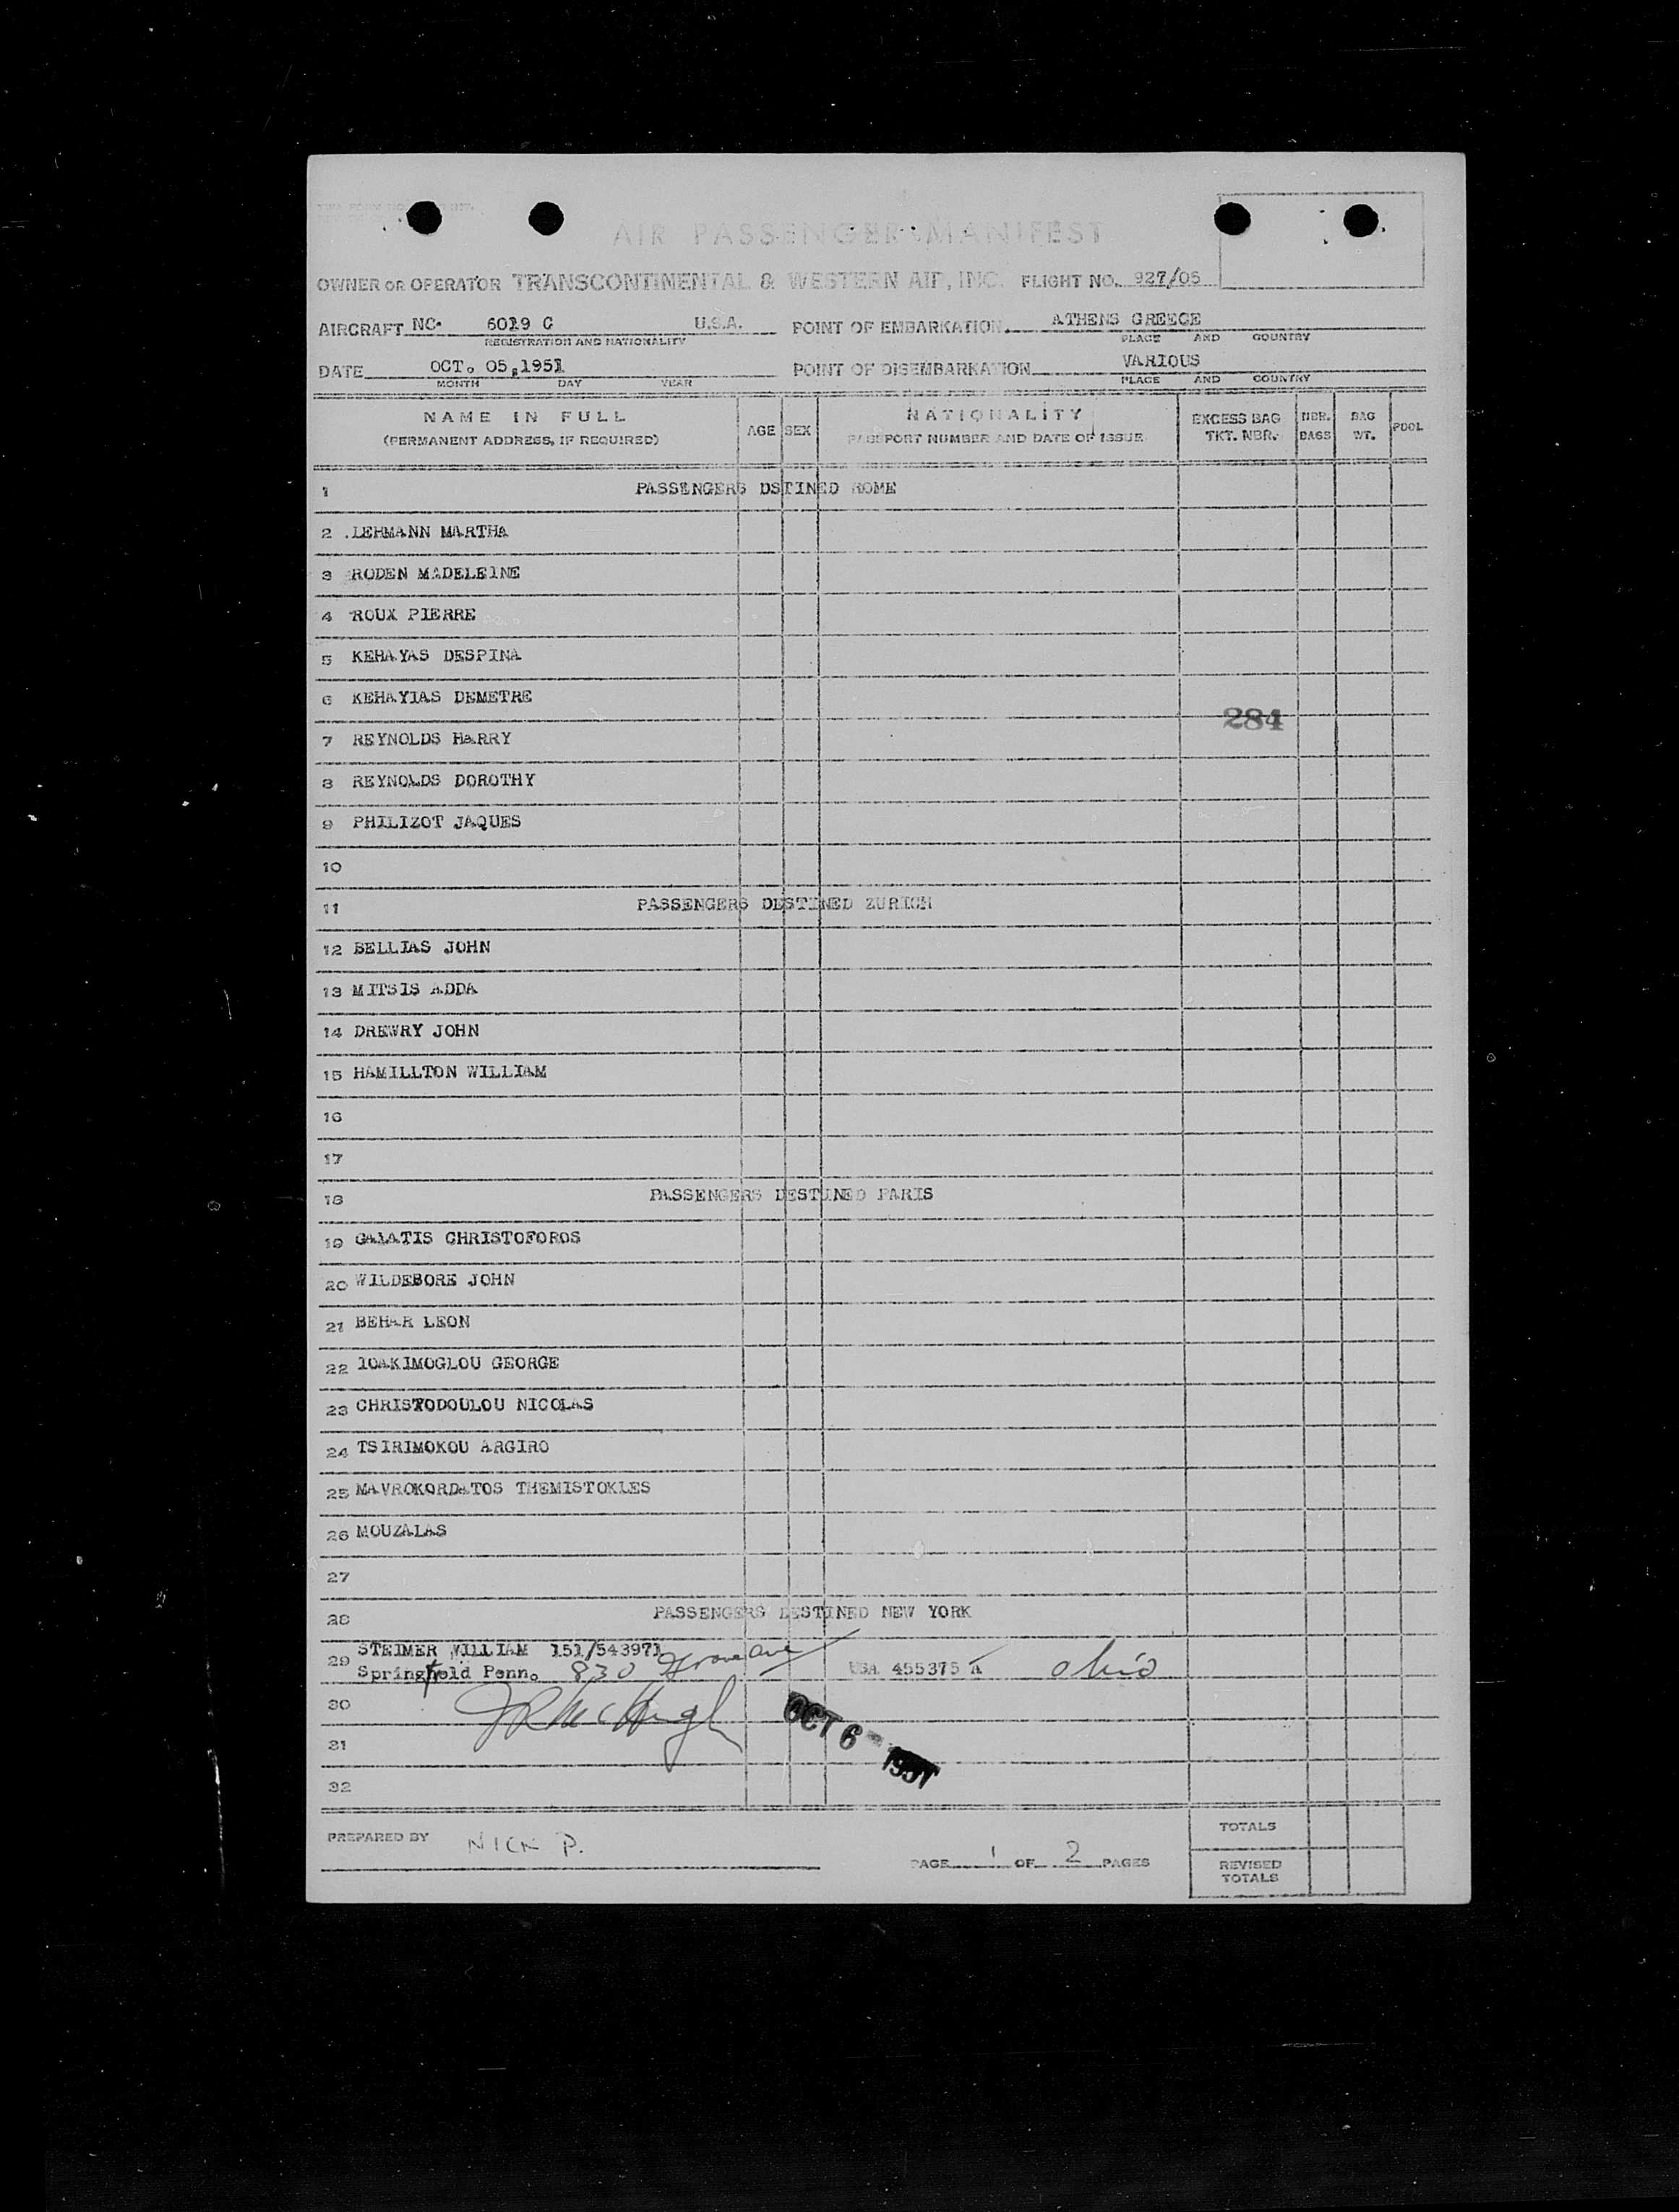 AIR PASSENGER MANIFEST
OWNER OR OPERATOR TRANSCONTINENTAL & WESTERN AIR, INC. FLIGHT NO. 927/05
AIRCRAFT NC. 6019 C U.S.A. POINT OF EMBARKATION ATHENS GREECE
REGISTRATION AND NATIONALITY PLACE AND COUNTRY
DATE OCT. 05,1951 POINT OF DISEMBARKATION VARIOUS
MONTH DAY YEAR PLACE AND COUNTRY
NAME IN FULL
(PERMANENT ADDRESS, IF REQUIRED)
AGE SEX
NATIONALITY
PASSPORT NUMBER AND DATE OF ISSUE
EXCESS BAG
TKT. NBR.
NBR.
BAGS
BAG
WT.
POOL
1 PASSENGERS DSTINED ROME
2 LEHMANN MARTHA
3 RODEN MADELE1NE
4 ROUX PIERRE
5 KEHAYAS DESPINA
6 KEHAYIAS DEMETRE
284
7 REYNOLDS HARRY
8 REYNOLDS DOROTHY
9 PHILIZOT JAQUES
10
11 PASSENGERS DESTINED ZURICH
12 BELLIAS JOHN
13 MITSIS ADDA
14 DREWRY JOHN
15 HAMILLTON WILLIAM
16
17
18 PASSENGERS DESTINED PARIS
19 GALATIS CHRISTOFOROS
20 WILDEBORE JOHN
21 BEHAR LEON
22 1OAKIMOGLOU GEORGE
23 CHRISTODOULOU NICOLAS
24 TSIRIMOKOU ARGIRO
25 MAVROKORDATOS THEMISTOKLES
26 MOUZALAS
27
28 PASSENGERS DESTINED NEW YORK
29 STEIMER WILLIAM 151/543971
Springfield Penn. 830 Grove Ave USA 455375 A Ohio
30 JR McHugh
OCT 6 - 1951
31
32
PREPARED BY NICK P.
PAGE 1 OF 2 PAGES
TOTALS
REVISED
TOTALS